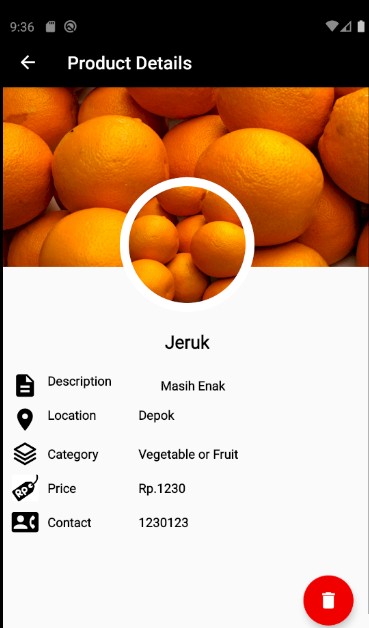 9:36
Product Details
Jeruk
Description Masih Enak
Location Depok
Category Vegetable or Fruit
RP Price Rp.1230
Contact 1230123